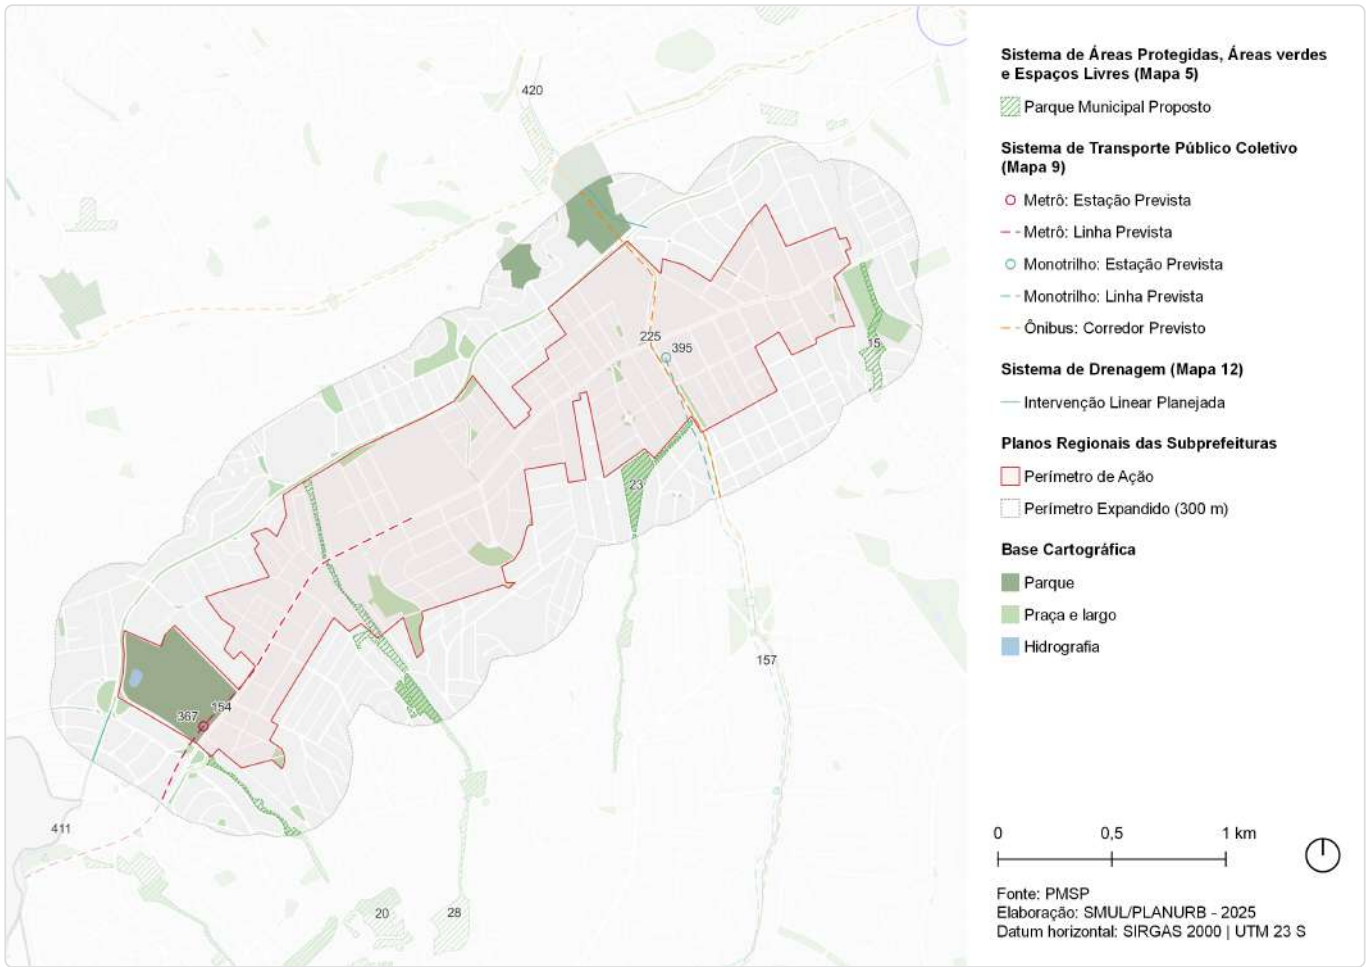 420
225
395
15
23
157
367
154
411
20
28
Sistema de Áreas Protegidas, Áreas verdes
e Espaços Livres (Mapa 5)
Parque Municipal Proposto
Sistema de Transporte Público Coletivo
(Mapa 9)
Metrô: Estação Prevista
Metrô: Linha Prevista
Monotrilho: Estação Prevista
Monotrilho: Linha Prevista
Ônibus: Corredor Previsto
Sistema de Drenagem (Mapa 12)
Intervenção Linear Planejada
Planos Regionais das Subprefeituras
Perímetro de Ação
Perímetro Expandido (300 m)
Base Cartográfica
Parque
Praça e largo
Hidrografia
0 0,5 1 km
Fonte: PMSP
Elaboração: SMUL/PLANURB - 2025
Datum horizontal: SIRGAS 2000 | UTM 23 S